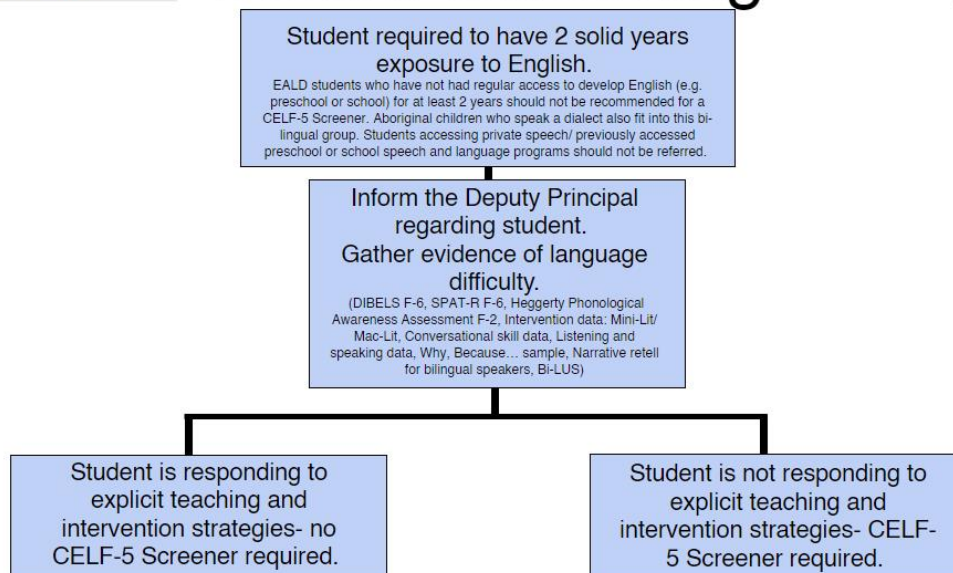 Student required to have 2 solid years
exposure to English.
EALD students who have not had regular access to develop English (e.g.
preschool or school) for at least 2 years should not be recommended for a
CELF-5 Screener. Aboriginal children who speak a dialect also fit into this bi-
lingual group. Students accessing private speech/ previously accessed
preschool or school speech and language programs should not be referred.
Inform the Deputy Principal
regarding student.
Gather evidence of language
difficulty.
(DIBELS F-6, SPAT-R F-6, Heggerty Phonological
Awareness Assessment F-2, Intervention data: Mini-Lit/
Mac-Lit, Conversational skill data, Listening and
speaking data, Why, Because... sample, Narrative retell
for bilingual speakers, Bi-LUS)
Student is responding to
explicit teaching and
intervention strategies- no
CELF-5 Screener required.
Student is not responding to
explicit teaching and
intervention strategies- CELF-
5 Screener required.